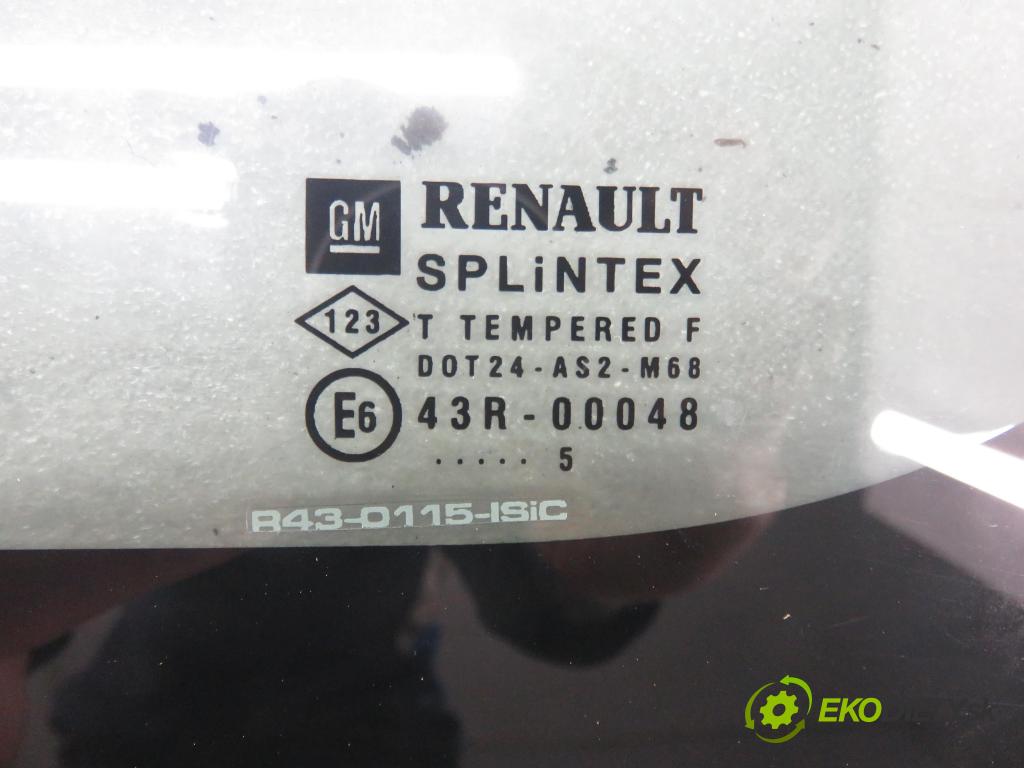 GM RENAULT
SPLiNTEX
123 T TEMPERED F
DOT24-AS2-M68
E6 43R-00048
..... 5
R43-0115-ISiC
EKO